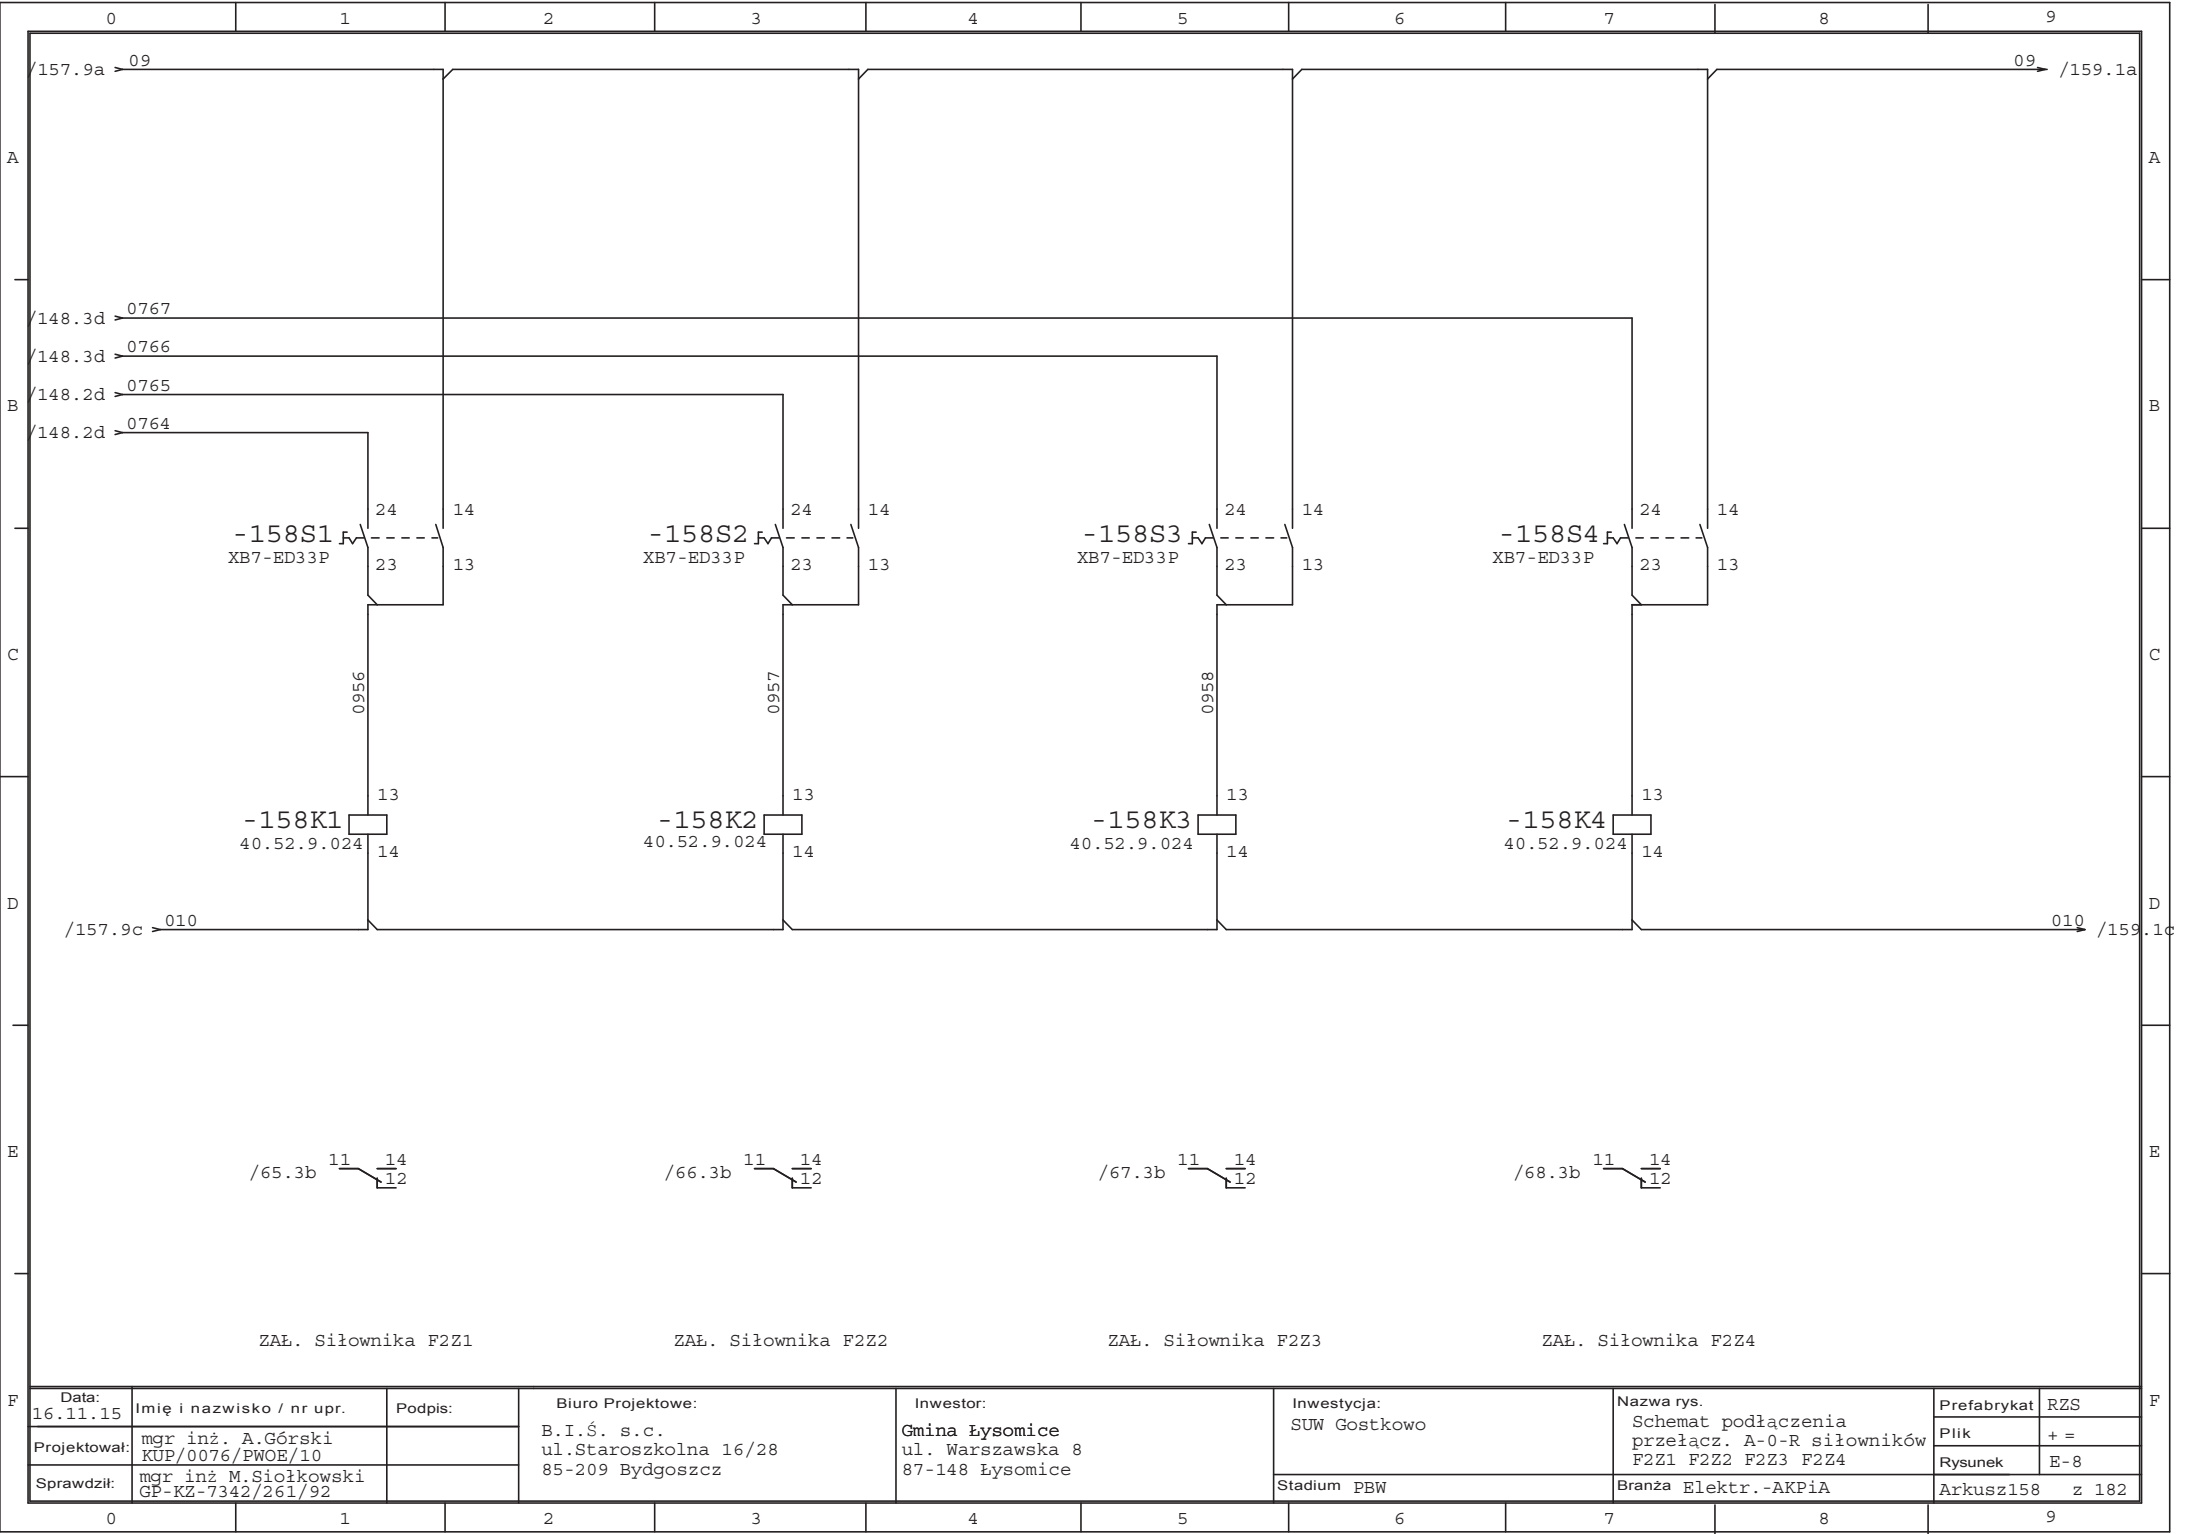 0 1 2 3 4 5 6 7 8 9
/157.9a 09 09 /159.1a
A A
/148.3d 0767
/148.3d 0766
/148.2d 0765
B B
/148.2d 0764
24 14 24 14 24 14 24 14
-158S1 -158S2 -158S3 -158S4
XB7-ED33P XB7-ED33P XB7-ED33P XB7-ED33P
23 13 23 13 23 13 23 13
C C
0956 0957 0958
13 13 13 13
-158K1 -158K2 -158K3 -158K4
40.52.9.024 40.52.9.024 40.52.9.024 40.52.9.024
14 14 14 14
D D
/157.9c 010 010 /159.1c
E E
/65.3b 11 14 /66.3b 11 14 /67.3b 11 14 /68.3b 11 14
12 12 12 12
ZAŁ. Siłownika F2Z1 ZAŁ. Siłownika F2Z2 ZAŁ. Siłownika F2Z3 ZAŁ. Siłownika F2Z4
F F
Data:
16.11.15
Imię i nazwisko / nr upr.
Podpis:
Projektował:
mgr inż. A.Górski
KUP/0076/PWOE/10
Sprawdził:
mgr inż M.Siołkowski
GP-KZ-7342/261/92
Biuro Projektowe:
B.I.Ś. s.c.
ul.Staroszkolna 16/28
85-209 Bydgoszcz
Inwestor:
Gmina Łysomice
ul. Warszawska 8
87-148 Łysomice
Inwestycja:
SUW Gostkowo
Stadium PBW
Nazwa rys.
Schemat podłączenia
przełącz. A-0-R siłowników
F2Z1 F2Z2 F2Z3 F2Z4
Branża Elektr.-AKPiA
Prefabrykat RZS
Plik + =
Rysunek E-8
Arkusz158 z 182
0 1 2 3 4 5 6 7 8 9